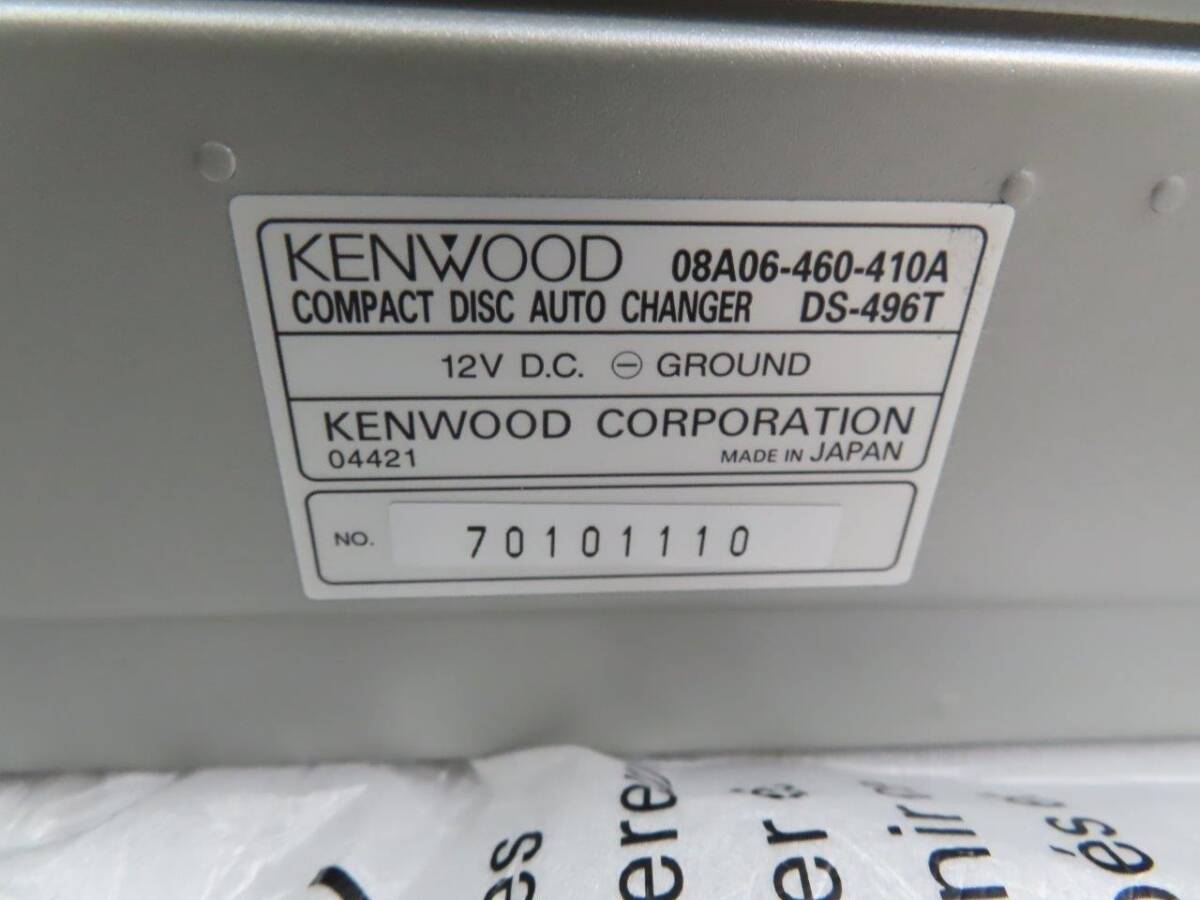 KENWOOD 08A06-460-410A
COMPACT DISC AUTO CHANGER DS-496T
12V D.C. ⊖ GROUND
KENWOOD CORPORATION
04421 MADE IN JAPAN
NO. 70101110